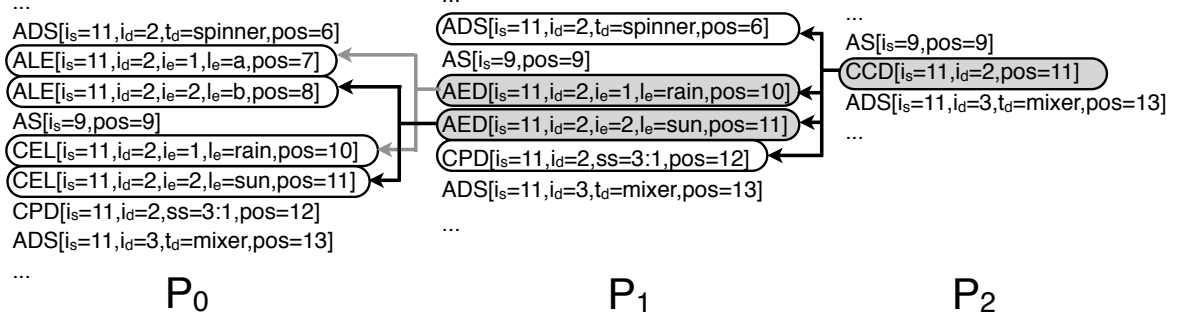 ...
ADS[is=11,id=2,td=spinner,pos=6]
ALE[is=11,id=2,ie=1,le=a,pos=7]
ALE[is=11,id=2,ie=2,le=b,pos=8]
AS[is=9,pos=9]
CEL[is=11,id=2,ie=1,le=rain,pos=10]
CEL[is=11,id=2,ie=2,le=sun,pos=11]
CPD[is=11,id=2,ss=3:1,pos=12]
ADS[is=11,id=3,td=mixer,pos=13]
...
P0
...
ADS[is=11,id=2,td=spinner,pos=6]
AS[is=9,pos=9]
AED[is=11,id=2,ie=1,le=rain,pos=10]
AED[is=11,id=2,ie=2,le=sun,pos=11]
CPD[is=11,id=2,ss=3:1,pos=12]
ADS[is=11,id=3,td=mixer,pos=13]
...
P1
...
AS[is=9,pos=9]
CCD[is=11,id=2,pos=11]
ADS[is=11,id=3,td=mixer,pos=13]
...
P2